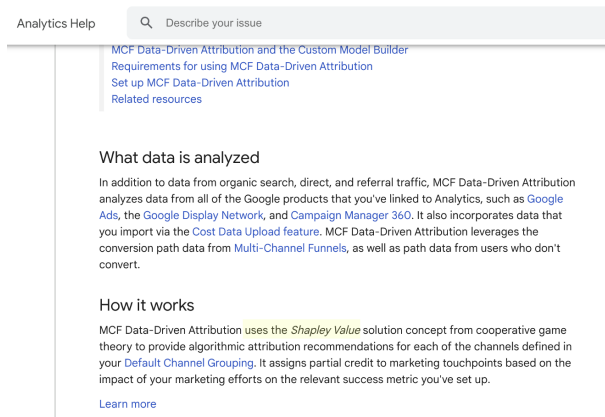 Analytics Help
Describe your issue
MCF Data-Driven Attribution and the Custom Model Builder
Requirements for using MCF Data-Driven Attribution
Set up MCF Data-Driven Attribution
Related resources
What data is analyzed
In addition to data from organic search, direct, and referral traffic, MCF Data-Driven Attribution
analyzes data from all of the Google products that you've linked to Analytics, such as Google
Ads, the Google Display Network, and Campaign Manager 360. It also incorporates data that
you import via the Cost Data Upload feature. MCF Data-Driven Attribution leverages the
conversion path data from Multi-Channel Funnels, as well as path data from users who don't
convert.
How it works
MCF Data-Driven Attribution uses the Shapley Value solution concept from cooperative game
theory to provide algorithmic attribution recommendations for each of the channels defined in
your Default Channel Grouping. It assigns partial credit to marketing touchpoints based on the
impact of your marketing efforts on the relevant success metric you've set up.
Learn more